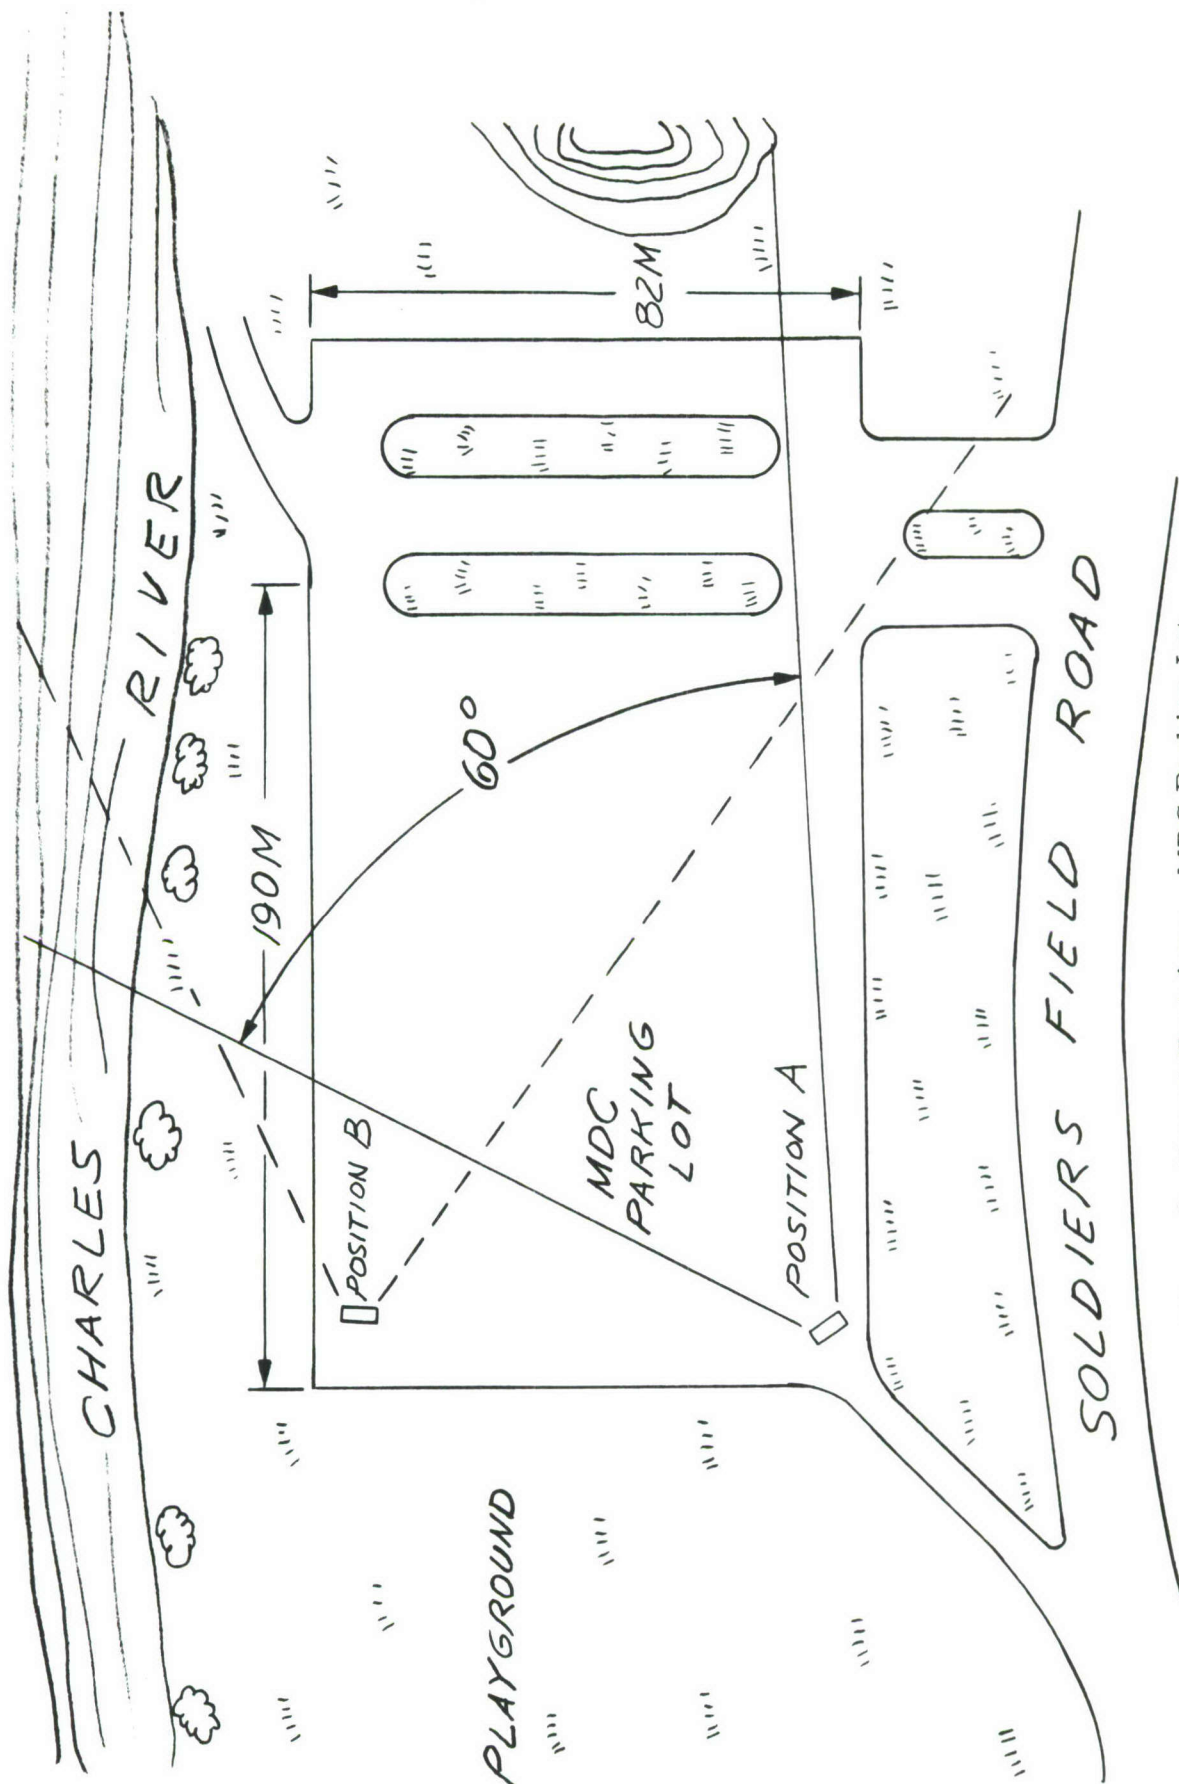 CHARLES RIVER
190M
60°
82M
POSITION B
MDC
PARKING
LOT
POSITION A
PLAYGROUND
SOLDIERS FIELD ROAD